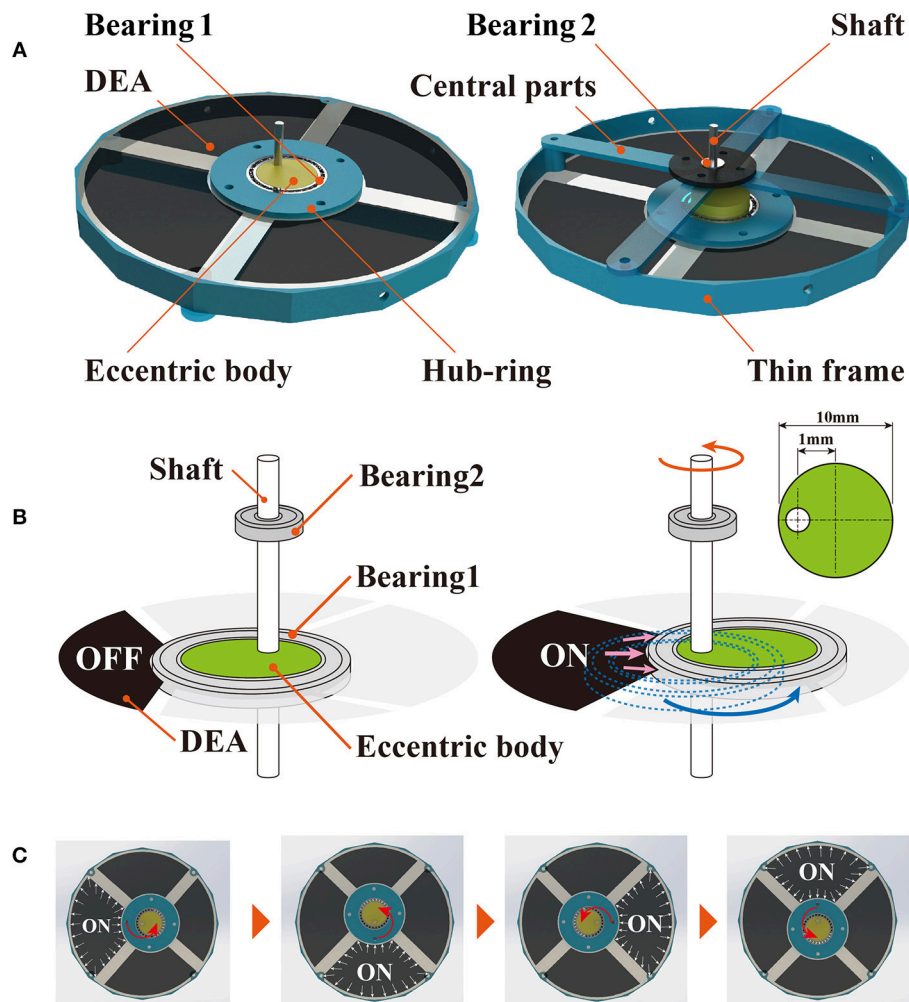 Bearing 1
Bearing 2
Shaft
A
DEA
Central parts
Eccentric body
Hub-ring
Thin frame
10mm
1mm
Shaft
Bearing2
B
Bearing1
OFF
ON
DEA
Eccentric body
C
ON
ON
ON
ON